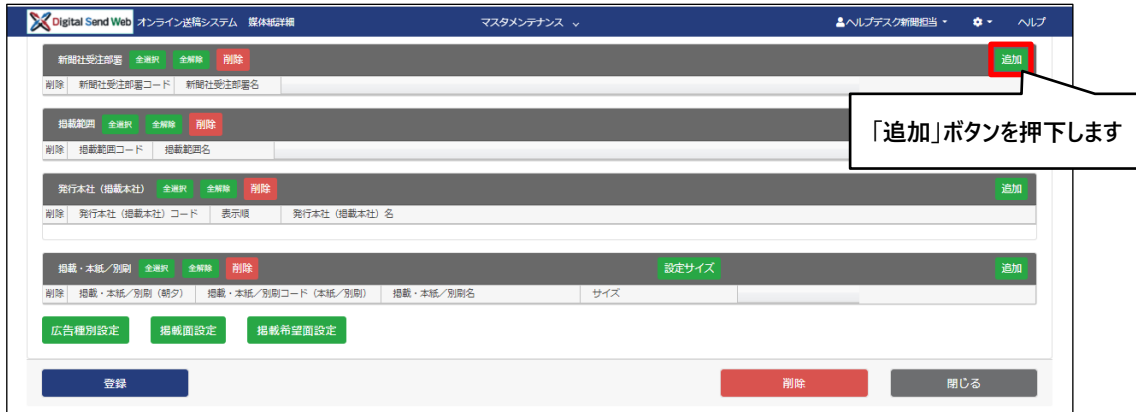 Digital Send Web オンライン送稿システム 媒体紙詳細 マスタメンテナンス ヘルプデスク新聞担当 ヘルプ
新聞社受注部署 全選択 全解除 削除 追加
削除 新聞社受注部署コード 新聞社受注部署名
「追加」ボタンを押下します
掲載範囲 全選択 全解除 削除
削除 掲載範囲コード 掲載範囲名
発行本社（掲載本社） 全選択 全解除 削除 追加
削除 発行本社（掲載本社）コード 表示順 発行本社（掲載本社）名
掲載・本紙／別刷 全選択 全解除 削除 設定サイズ 追加
削除 掲載・本紙／別刷（朝夕） 掲載・本紙／別刷コード（本紙／別刷） 掲載・本紙／別刷名 サイズ
広告種別設定 掲載面設定 掲載希望面設定
登録 削除 閉じる